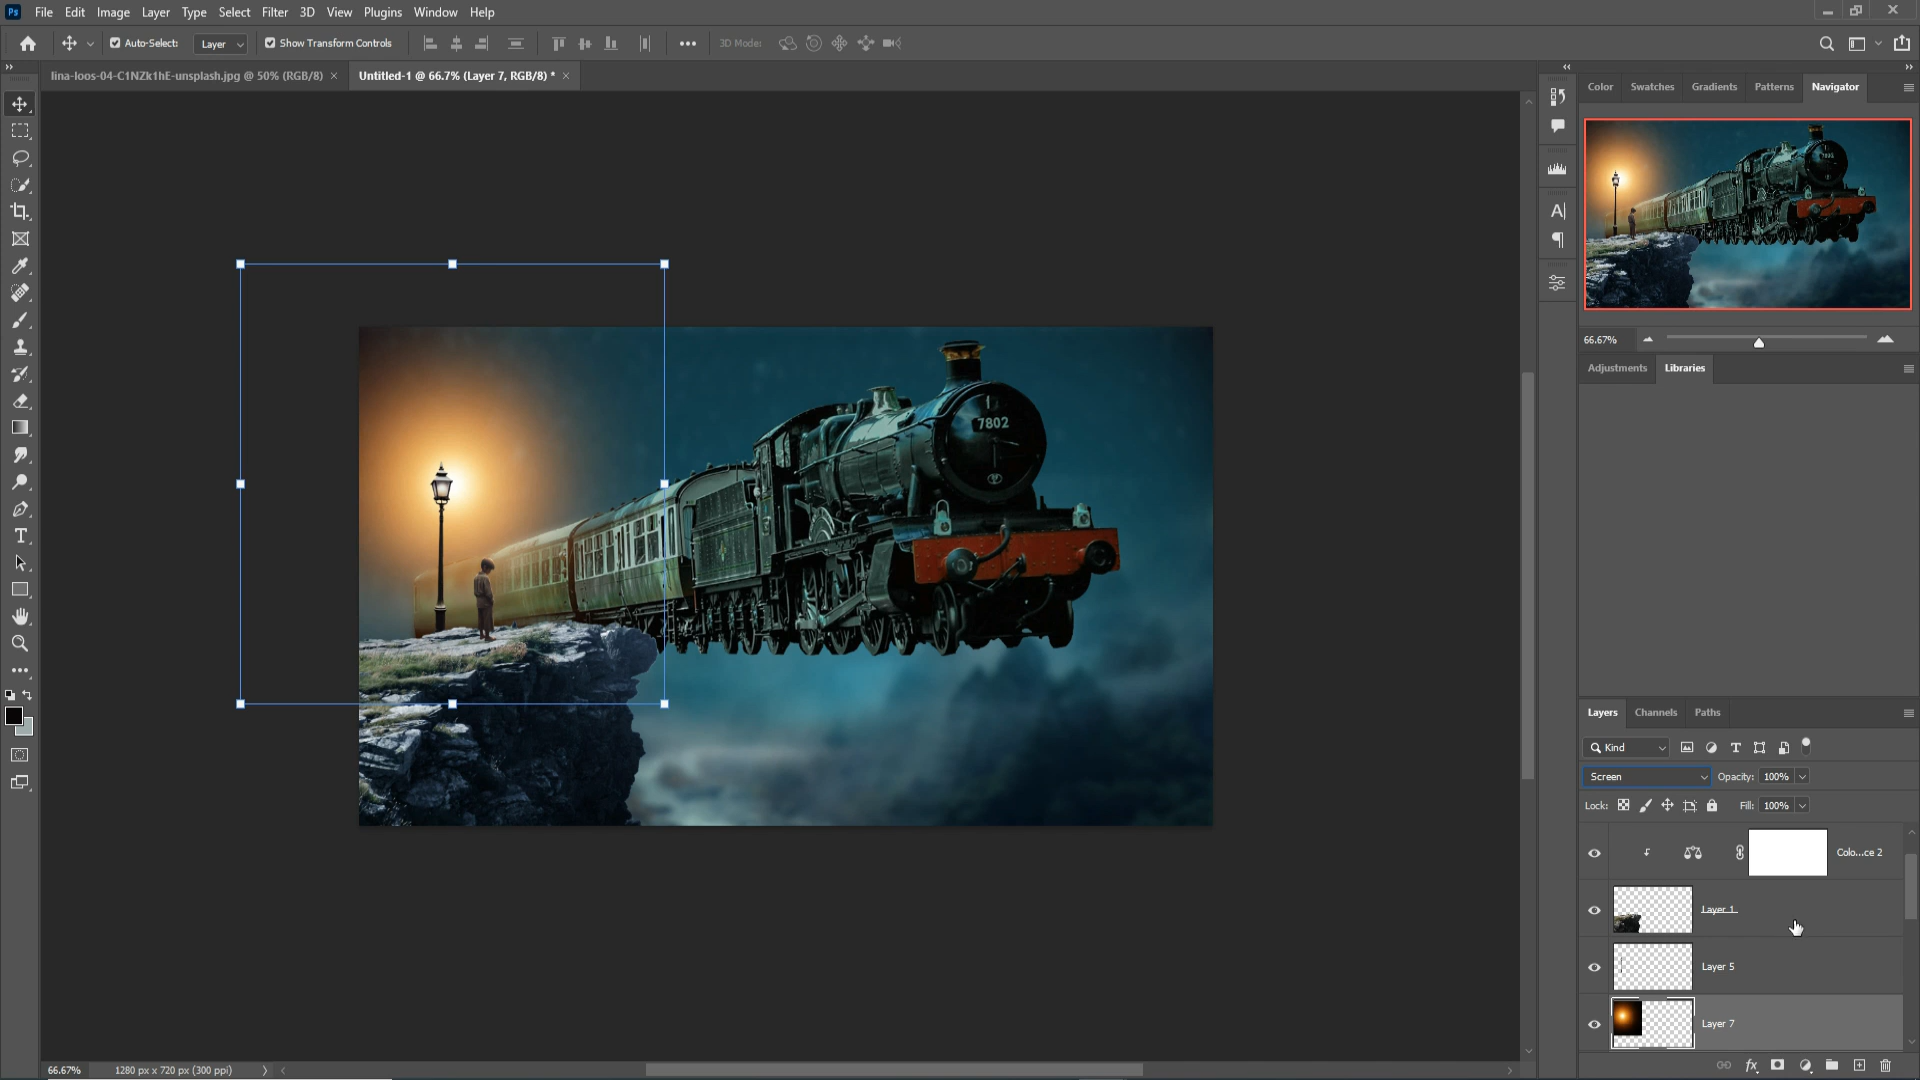 Ps File Edit Image Layer Type Select Filter 3D View Plugins Window Help
Auto-Select: Layer Show Transform Controls 3D Mode:
lina-loos-04-C1NZk1hE-unsplash.jpg @ 50% (RGB/8) × Untitled-1 @ 66.7% (Layer 7, RGB/8) * ×
Color Swatches Gradients Patterns Navigator
66.67%
Adjustments Libraries
7802
Layers Channels Paths
Kind
Screen Opacity: 100%
Lock: Fill: 100%
Colo...ce 2
Layer 1
Layer 5
Layer 7
66.67% 1280 px x 720 px (300 ppi)